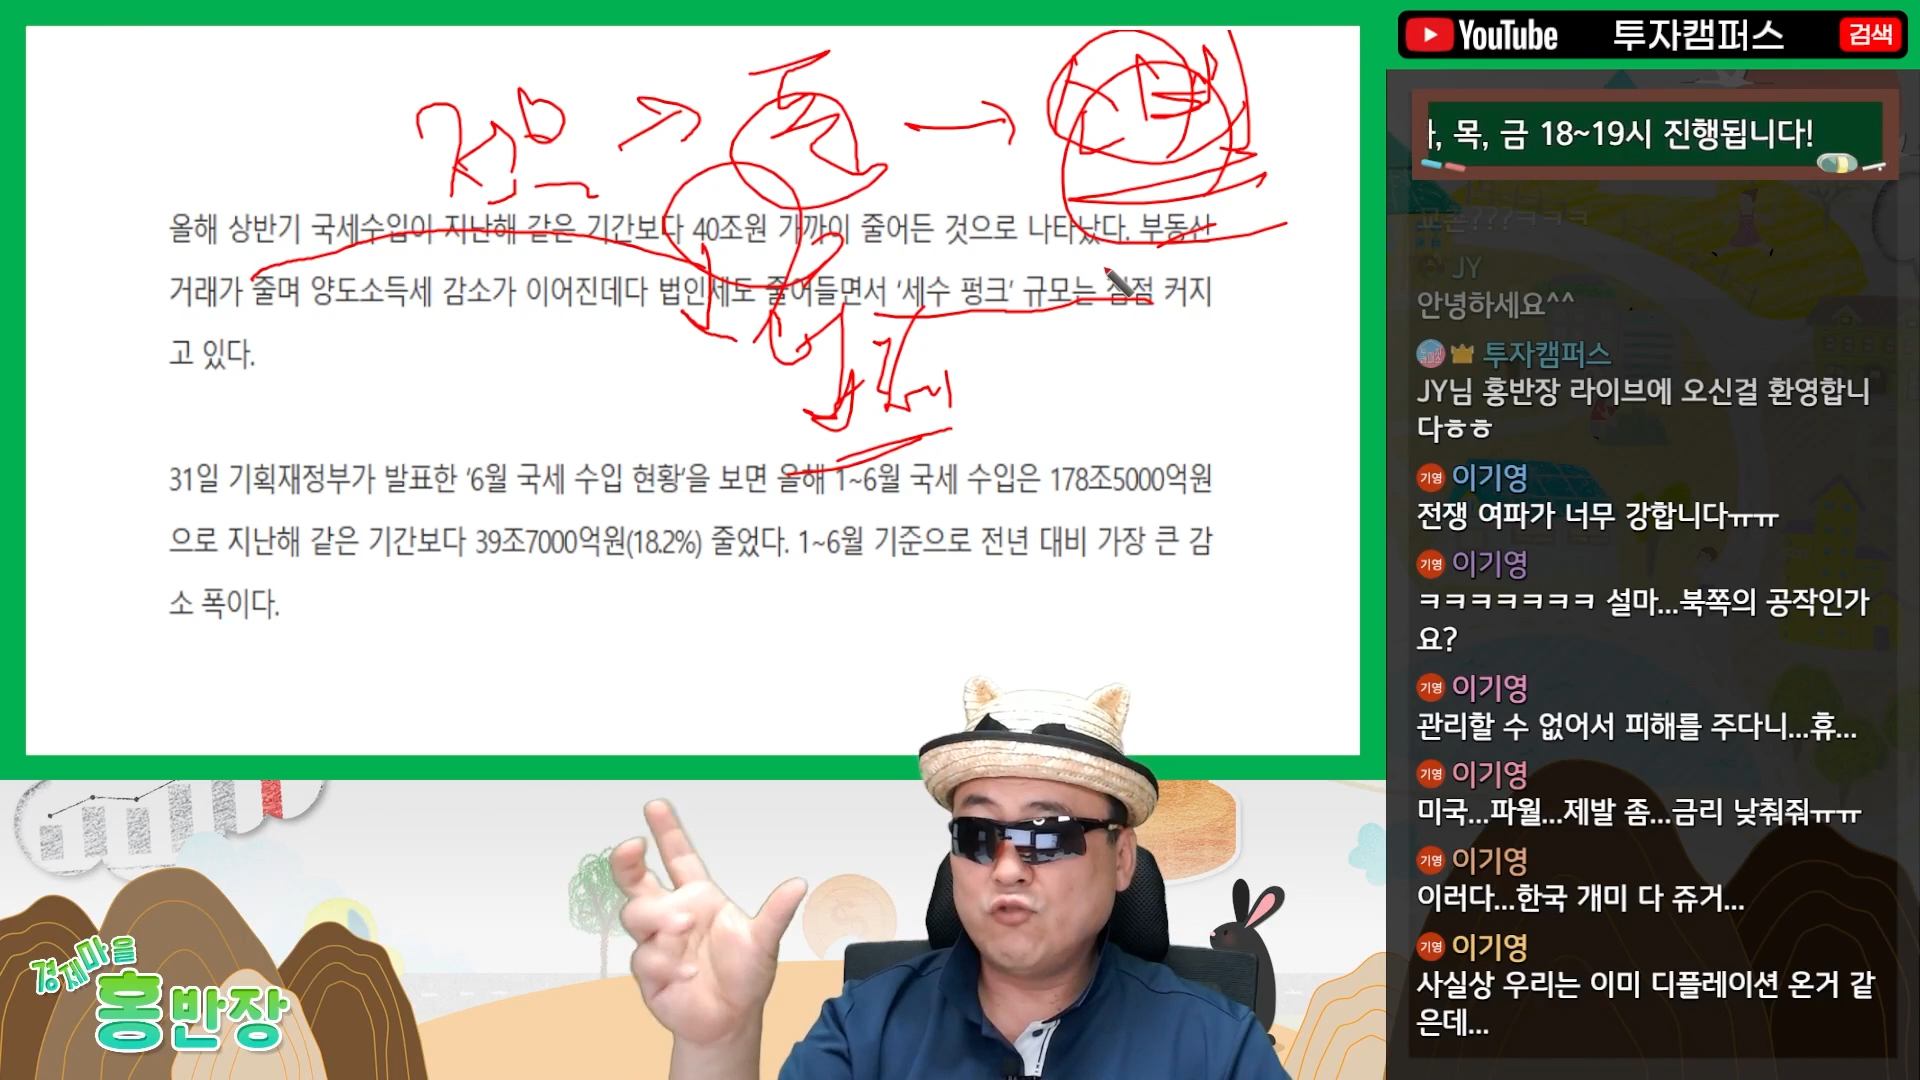 YouTube 투자캠퍼스 검색
, 목, 금 18~19시 진행됩니다!
올해 상반기 국세수입이 지난해 같은 기간보다 40조원 가까이 줄어든 것으로 나타났다. 부동산
거래가 줄며 양도소득세 감소가 이어진데다 법인세도 줄어들면서 ‘세수 펑크’ 규모는 점점 커지
고 있다.
31일 기획재정부가 발표한 ‘6월 국세 수입 현황’을 보면 올해 1~6월 국세 수입은 178조5000억원
으로 지난해 같은 기간보다 39조7000억원(18.2%) 줄었다. 1~6월 기준으로 전년 대비 가장 큰 감
소 폭이다.
교촌???ㅋㅋㅋ
JY
안녕하세요^^
투자캠퍼스
JY님 홍반장 라이브에 오신걸 환영합니
다ㅎㅎ
기영 이기영
전쟁 여파가 너무 강합니다ㅠㅠ
기영 이기영
ㅋㅋㅋㅋㅋㅋㅋ 설마...북쪽의 공작인가
요?
기영 이기영
관리할 수 없어서 피해를 주다니...휴...
기영 이기영
미국...파월...제발 좀...금리 낮춰줘ㅠㅠ
기영 이기영
이러다...한국 개미 다 쥬거...
기영 이기영
사실상 우리는 이미 디플레이션 온거 같
은데...
경제마을
홍반장